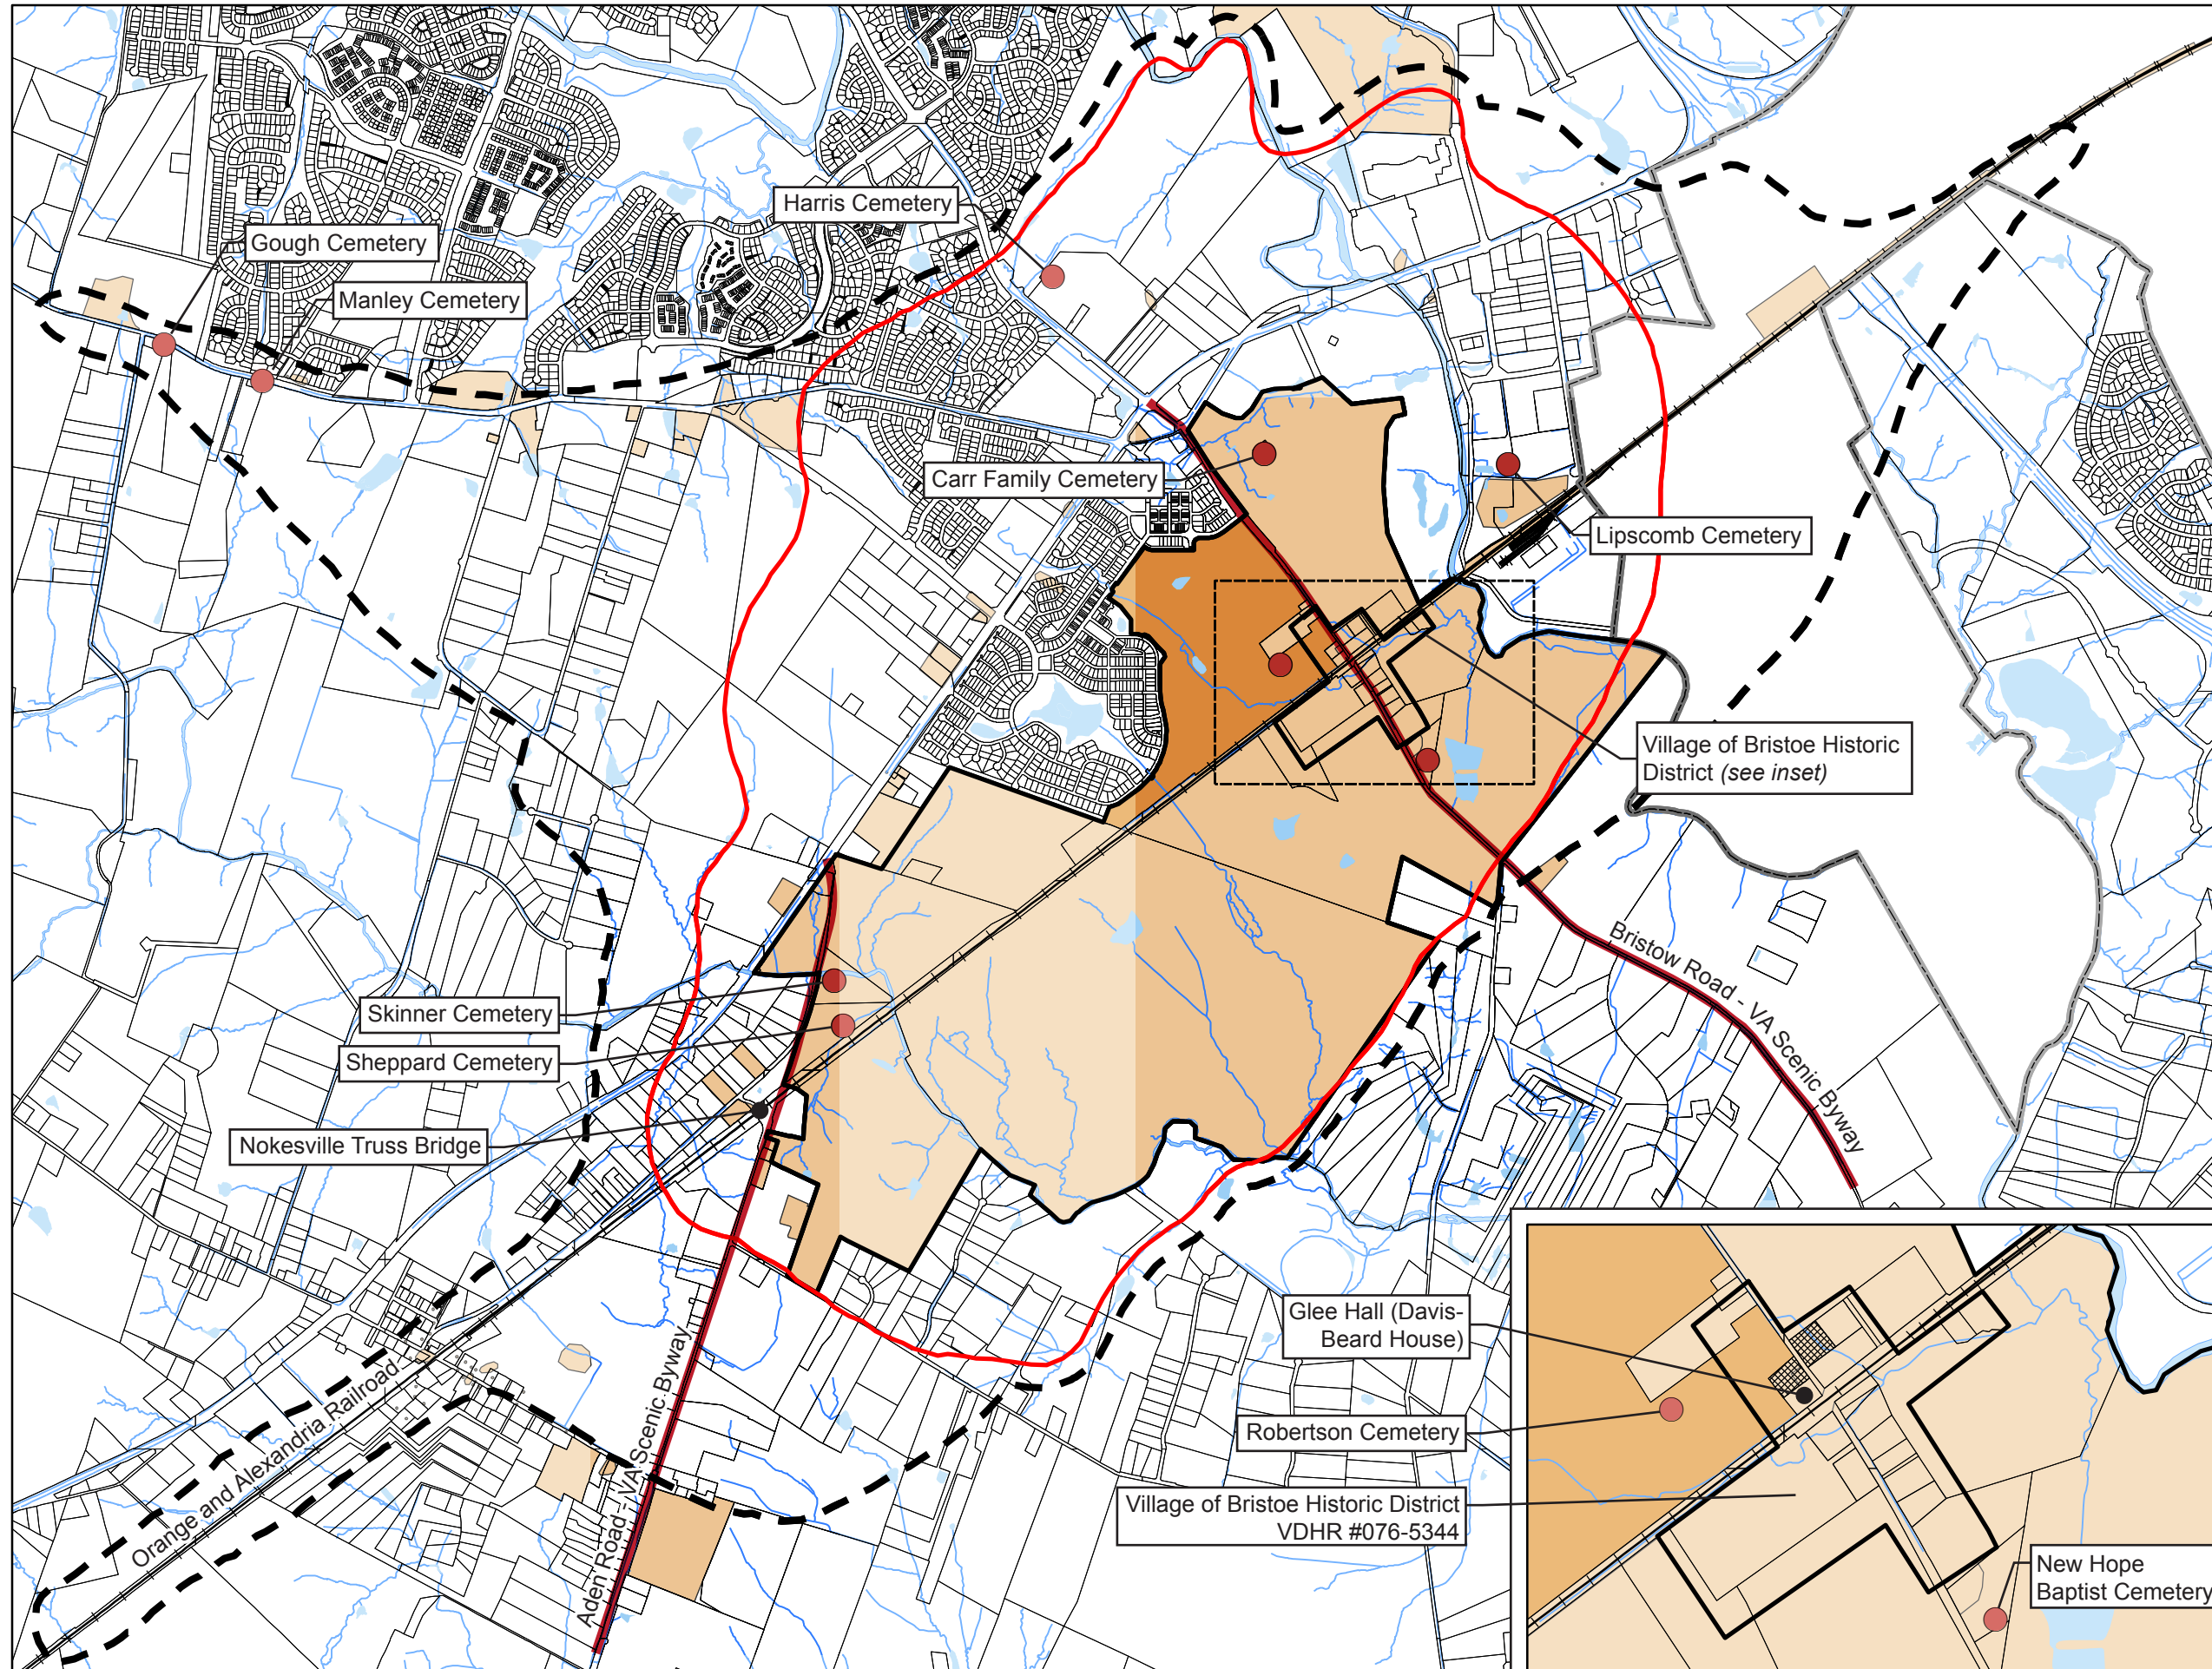 Harris Cemetery
Gough Cemetery
Manley Cemetery
Carr Family Cemetery
Lipscomb Cemetery
Village of Bristoe Historic
District (see inset)
Bristow Road - VA Scenic Byway
Skinner Cemetery
Sheppard Cemetery
Nokesville Truss Bridge
Orange and Alexandria Railroad
Aden Road - VA Scenic Byway
Glee Hall (Davis-
Beard House)
Robertson Cemetery
Village of Bristoe Historic District
VDHR #076-5344
New Hope
Baptist Cemetery